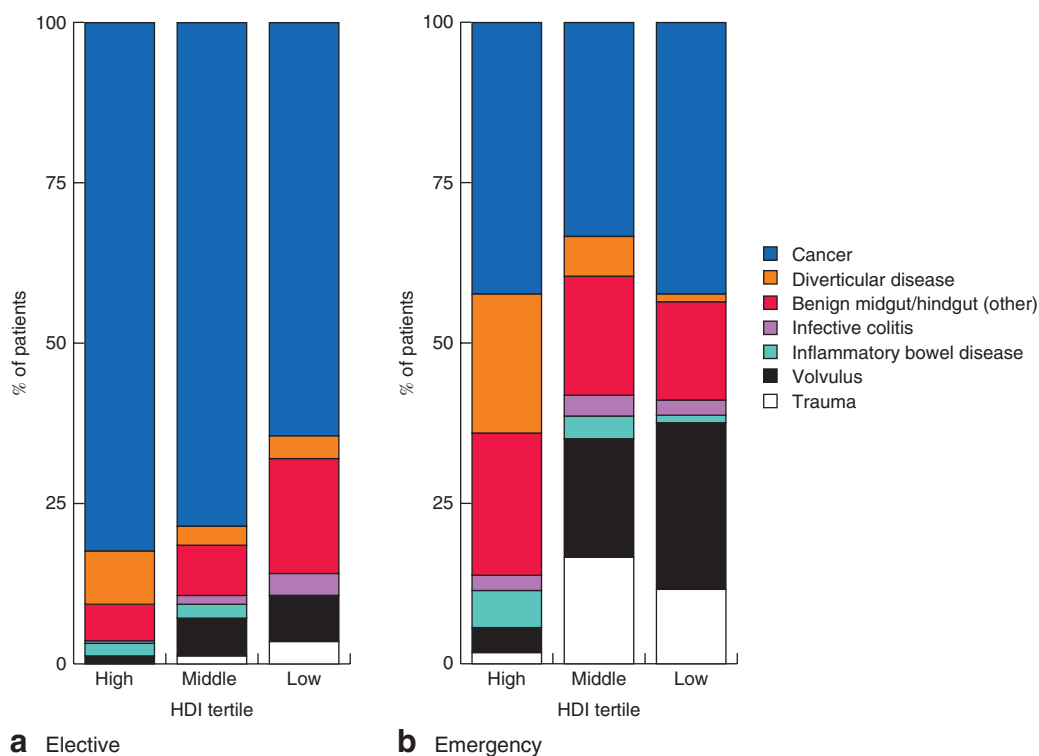 100
75
50
25
0
% of patients
High Middle Low
HDI tertile
a Elective
100
75
50
25
0
% of patients
High Middle Low
HDI tertile
b Emergency
Cancer
Diverticular disease
Benign midgut/hindgut (other)
Infective colitis
Inflammatory bowel disease
Volvulus
Trauma